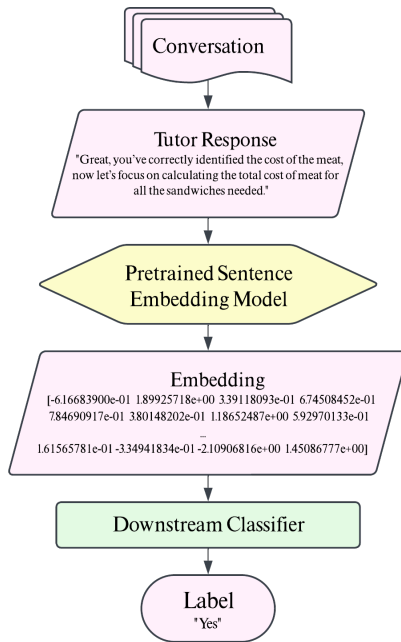 Conversation
Tutor Response
"Great, you've correctly identified the cost of the meat,
now let's focus on calculating the total cost of meat for
all the sandwiches needed."
Pretrained Sentence
Embedding Model
Embedding
[-6.16683900e-01 1.89925718e+00 3.39118093e-01 6.74508452e-01
7.84690917e-01 3.80148202e-01 1.18652487e+00 5.92970133e-01
...
1.61565781e-01 -3.34941834e-01 -2.10906816e+00 1.45086777e+00]
Downstream Classifier
Label
"Yes"